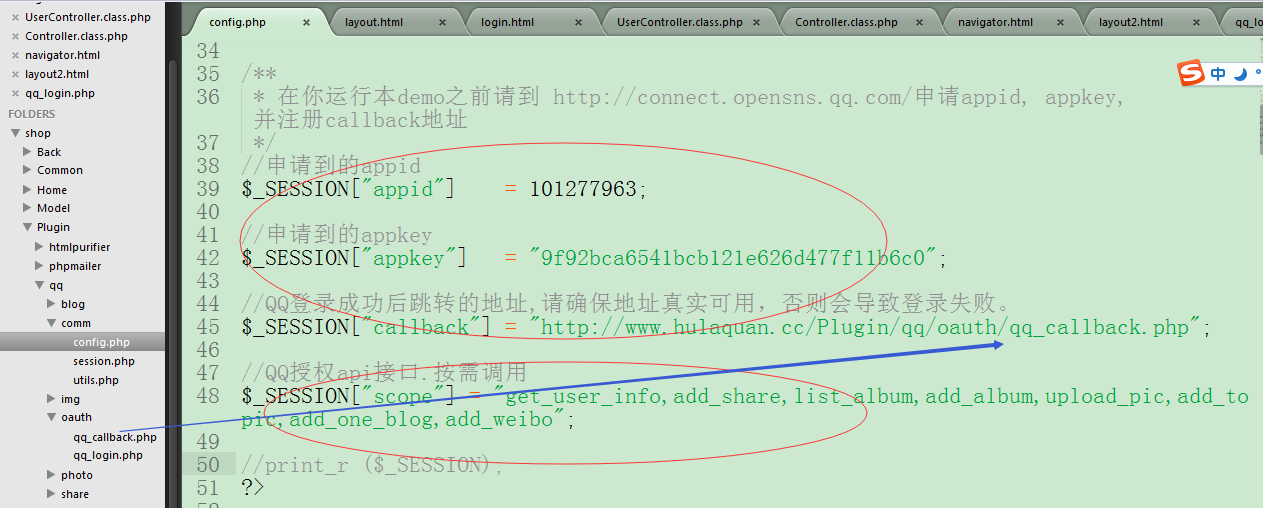 UserController.class.php
Controller.class.php
navigator.html
layout2.html
qq_login.php
FOLDERS
shop
Back
Common
Home
Model
Plugin
htmlpurifier
phpmailer
qq
blog
comm
config.php
session.php
utils.php
img
oauth
qq_callback.php
qq_login.php
photo
share
config.php
layout.html
login.html
UserController.class.php
Controller.class.php
navigator.html
layout2.html
qq_lo
34
35 /**
36 * 在你运行本demo之前请到 http://connect.opensns.qq.com/申请appid, appkey,
并注册callback地址
37 */
38 //申请到的appid
39 $_SESSION["appid"] = 101277963;
40
41 //申请到的appkey
42 $_SESSION["appkey"] = "9f92bca6541bcb121e626d477f11b6c0";
43
44 //QQ登录成功后跳转的地址,请确保地址真实可用，否则会导致登录失败。
45 $_SESSION["callback"] = "http://www.hulaquan.cc/Plugin/qq/oauth/qq_callback.php";
46
47 //QQ授权api接口.按需调用
48 $_SESSION["scope"] = "get_user_info,add_share,list_album,add_album,upload_pic,add_to
pic,add_one_blog,add_weibo";
49
50 //print_r ($_SESSION);
51 ?>
中